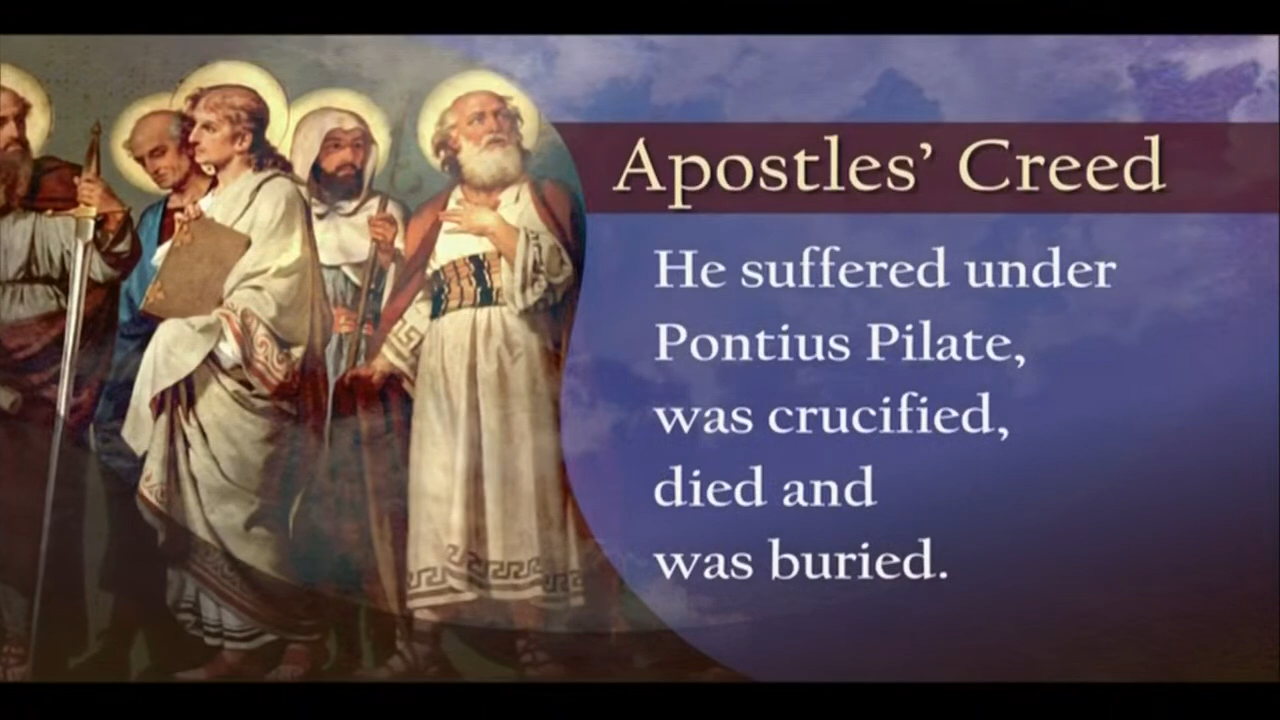 Apostles’ Creed
He suffered under
Pontius Pilate,
was crucified,
died and
was buried.